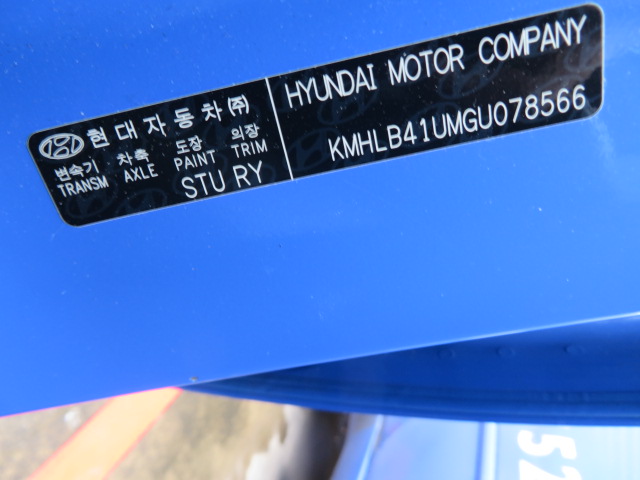 현대자동차㈜
변속기 차축 도장 의장
TRANSM AXLE PAINT TRIM
STU RY
HYUNDAI MOTOR COMPANY
KMHLB41UMGU078566
52